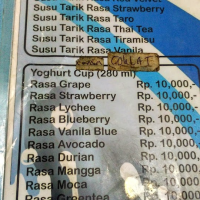 Susu Tarik Rasa Strawberry
Susu Tarik Rasa Taro
Susu Tarik Rasa Thai Tea
Susu Tarik Rasa Tiramisu
Susu Tarik Rasa Vanila
Yoghurt Cup (280 ml)
Rasa Grape Rp. 10,000,-
Rasa Strawberry Rp. 10,000,-
Rasa Lychee Rp. 10,000,-
Rasa Blueberry Rp. 10,000,-
Rasa Vanila Blue Rp. 10,000,-
Rasa Avocado Rp. 10,000,-
Rasa Durian Rp. 10,000
Rasa Mangga Rp. 10,000
Rasa Moca 10,000
Rasa Greentea